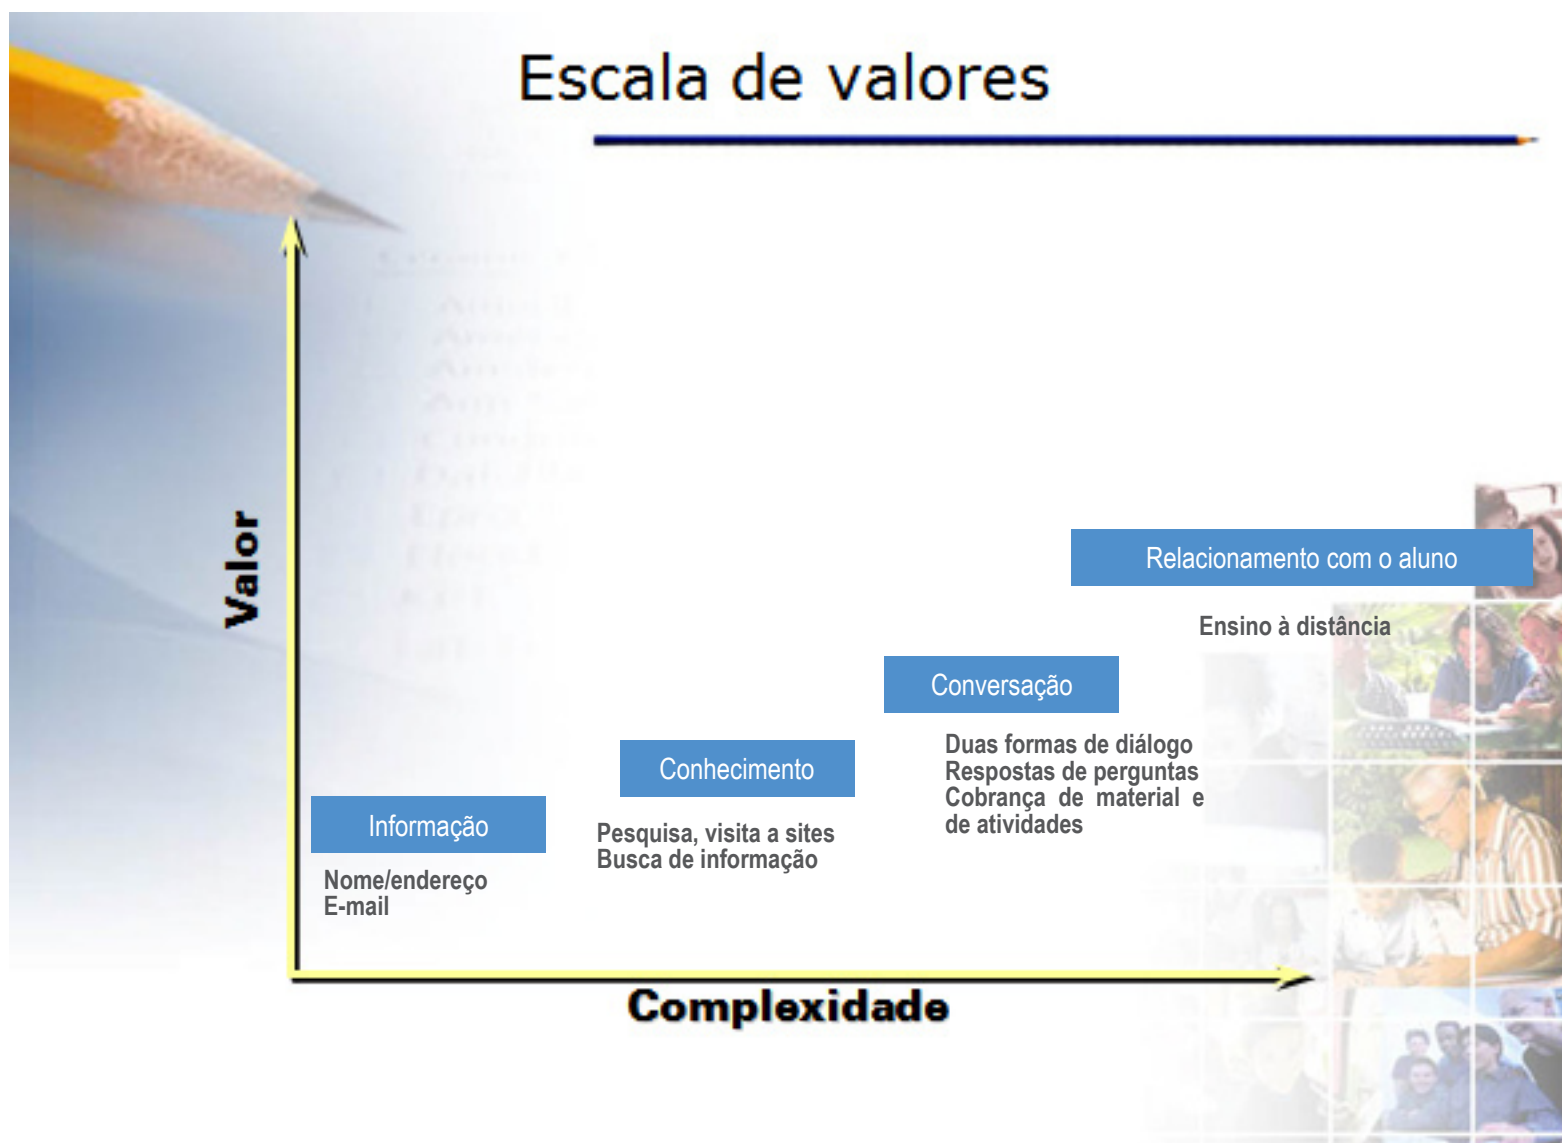 Escala de valores
Valor
Relacionamento com o aluno
Ensino à distância
Conversação
Duas formas de diálogo
Respostas de perguntas
Cobrança de material e
de atividades
Conhecimento
Pesquisa, visita a sites
Busca de informação
Informação
Nome/endereço
E-mail
Complexidade